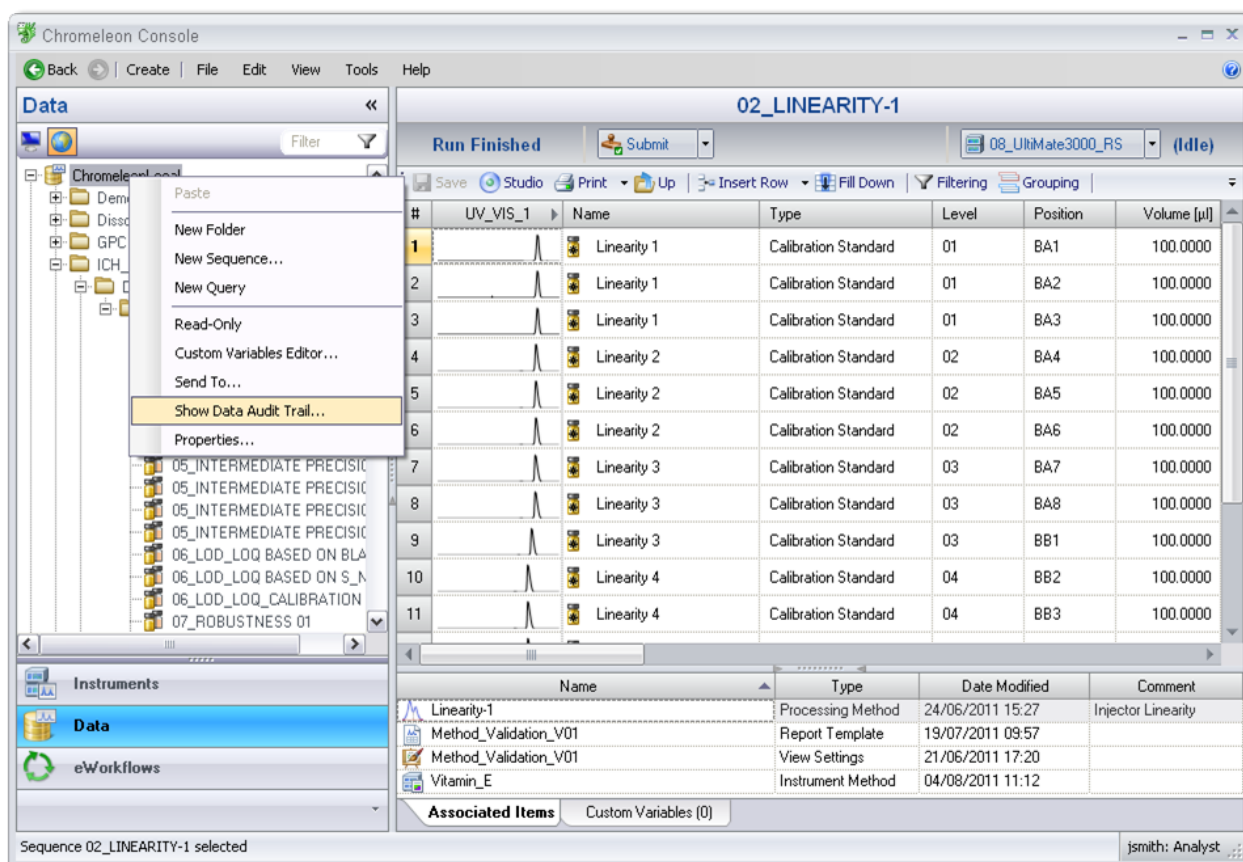 Chromeleon Console
Back Create File Edit View Tools Help
Data «
Filter
ChromeleonLocal
Dem
Disso
GPC
ICH_
D
Paste
New Folder
New Sequence...
New Query
Read-Only
Custom Variables Editor...
Send To...
Show Data Audit Trail...
Properties...
05_INTERMEDIATE PRECISIO
05_INTERMEDIATE PRECISIO
05_INTERMEDIATE PRECISIO
05_INTERMEDIATE PRECISIO
06_LOD_LOQ BASED ON BLA
06_LOD_LOQ BASED ON S_N
06_LOD_LOQ_CALIBRATION
07_ROBUSTNESS 01
Instruments
Data
eWorkflows
02_LINEARITY-1
Run Finished Submit 08_UltiMate3000_RS (Idle)
Save Studio Print Up Insert Row Fill Down Filtering Grouping
# UV_VIS_1 Name Type Level Position Volume [µl]
1 Linearity 1 Calibration Standard 01 BA1 100.0000
2 Linearity 1 Calibration Standard 01 BA2 100.0000
3 Linearity 1 Calibration Standard 01 BA3 100.0000
4 Linearity 2 Calibration Standard 02 BA4 100.0000
5 Linearity 2 Calibration Standard 02 BA5 100.0000
6 Linearity 2 Calibration Standard 02 BA6 100.0000
7 Linearity 3 Calibration Standard 03 BA7 100.0000
8 Linearity 3 Calibration Standard 03 BA8 100.0000
9 Linearity 3 Calibration Standard 03 BB1 100.0000
10 Linearity 4 Calibration Standard 04 BB2 100.0000
11 Linearity 4 Calibration Standard 04 BB3 100.0000
Name Type Date Modified Comment
Linearity-1 Processing Method 24/06/2011 15:27 Injector Linearity
Method_Validation_V01 Report Template 19/07/2011 09:57
Method_Validation_V01 View Settings 21/06/2011 17:20
Vitamin_E Instrument Method 04/08/2011 11:12
Associated Items Custom Variables (0)
Sequence 02_LINEARITY-1 selected jsmith: Analyst